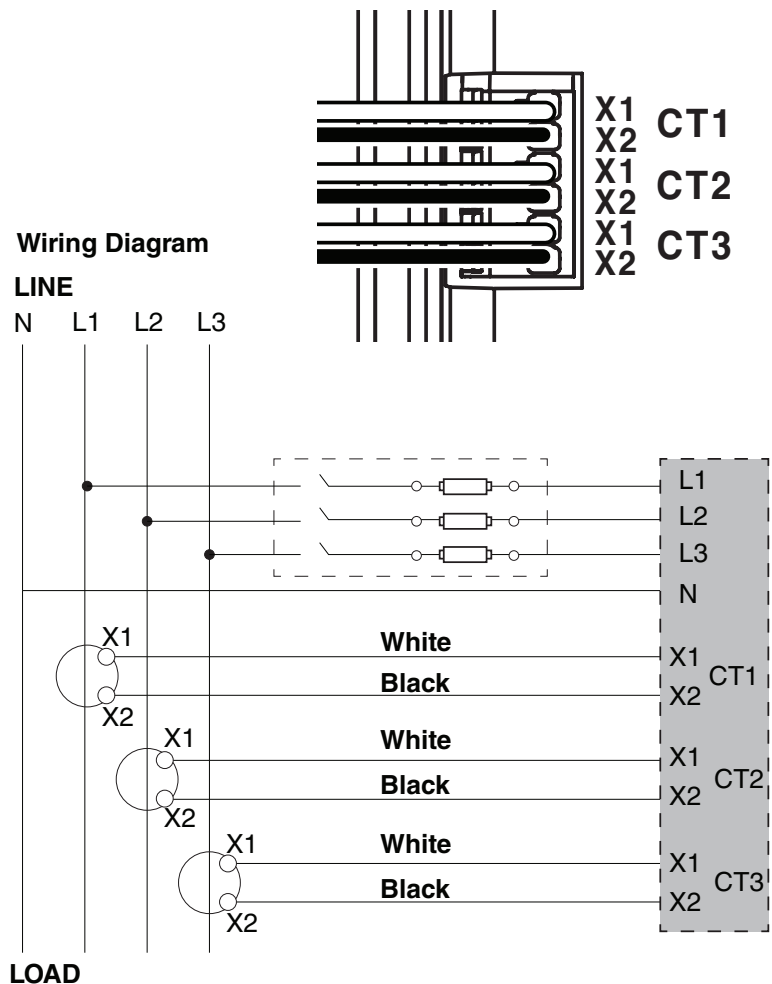 X1
X2 CT1
X1
X2 CT2
X1
X2 CT3
Wiring Diagram
LINE
N L1 L2 L3
L1
L2
L3
N
X1 White X1
X2 Black X2 CT1
X1 White X1
X2 Black X2 CT2
X1 White X1
X2 Black X2 CT3
LOAD